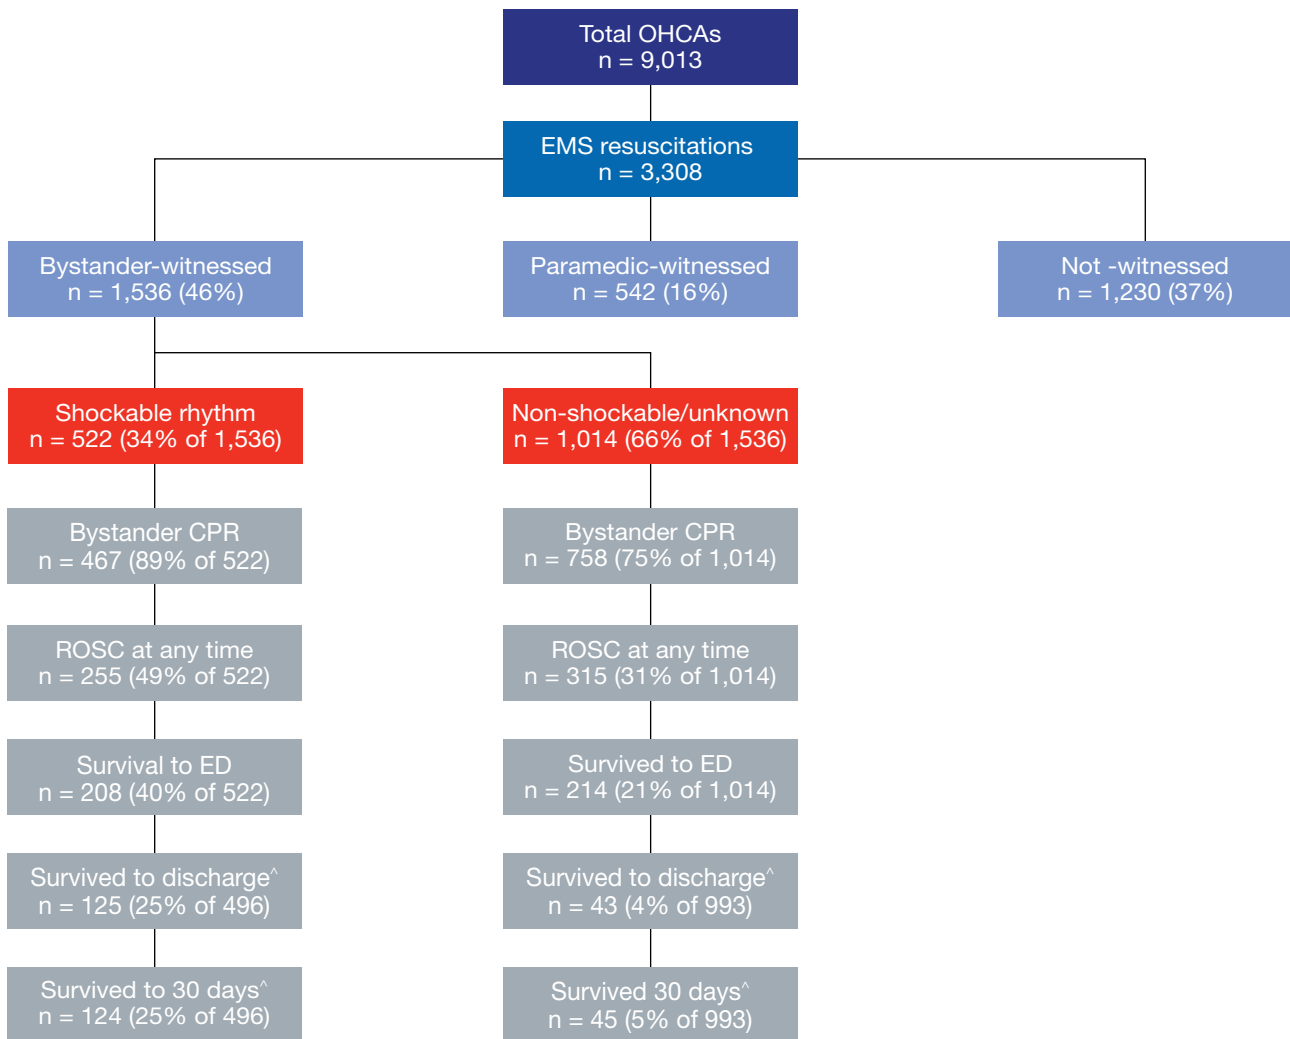 Total OHCAs
n = 9,013
EMS resuscitations
n = 3,308
Bystander-witnessed
n = 1,536 (46%)
Paramedic-witnessed
n = 542 (16%)
Not -witnessed
n = 1,230 (37%)
Shockable rhythm
n = 522 (34% of 1,536)
Non-shockable/unknown
n = 1,014 (66% of 1,536)
Bystander CPR
n = 467 (89% of 522)
Bystander CPR
n = 758 (75% of 1,014)
ROSC at any time
n = 255 (49% of 522)
ROSC at any time
n = 315 (31% of 1,014)
Survival to ED
n = 208 (40% of 522)
Survived to ED
n = 214 (21% of 1,014)
Survived to discharge^
n = 125 (25% of 496)
Survived to discharge^
n = 43 (4% of 993)
Survived to 30 days^
n = 124 (25% of 496)
Survived 30 days^
n = 45 (5% of 993)